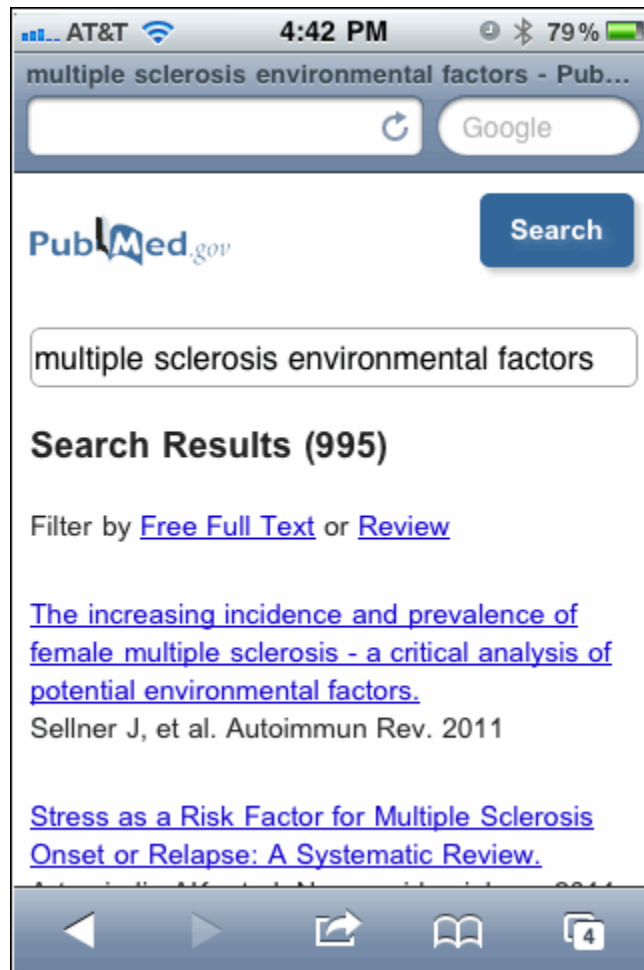 AT&T 4:42 PM 79%
multiple sclerosis environmental factors - Pub...
Google
PubMed.gov Search
multiple sclerosis environmental factors
Search Results (995)
Filter by Free Full Text or Review
The increasing incidence and prevalence of
female multiple sclerosis - a critical analysis of
potential environmental factors.
Sellner J, et al. Autoimmun Rev. 2011
Stress as a Risk Factor for Multiple Sclerosis
Onset or Relapse: A Systematic Review.
4